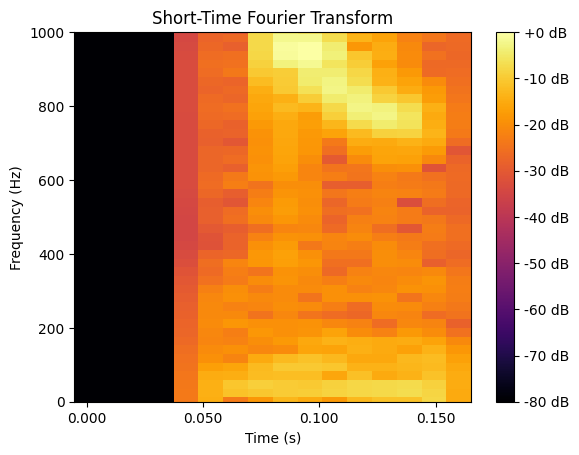 Short-Time Fourier Transform
Frequency (Hz)
1000
800
600
400
200
0
0.000
0.050
0.100
0.150
Time (s)
+0 dB
-10 dB
-20 dB
-30 dB
-40 dB
-50 dB
-60 dB
-70 dB
-80 dB